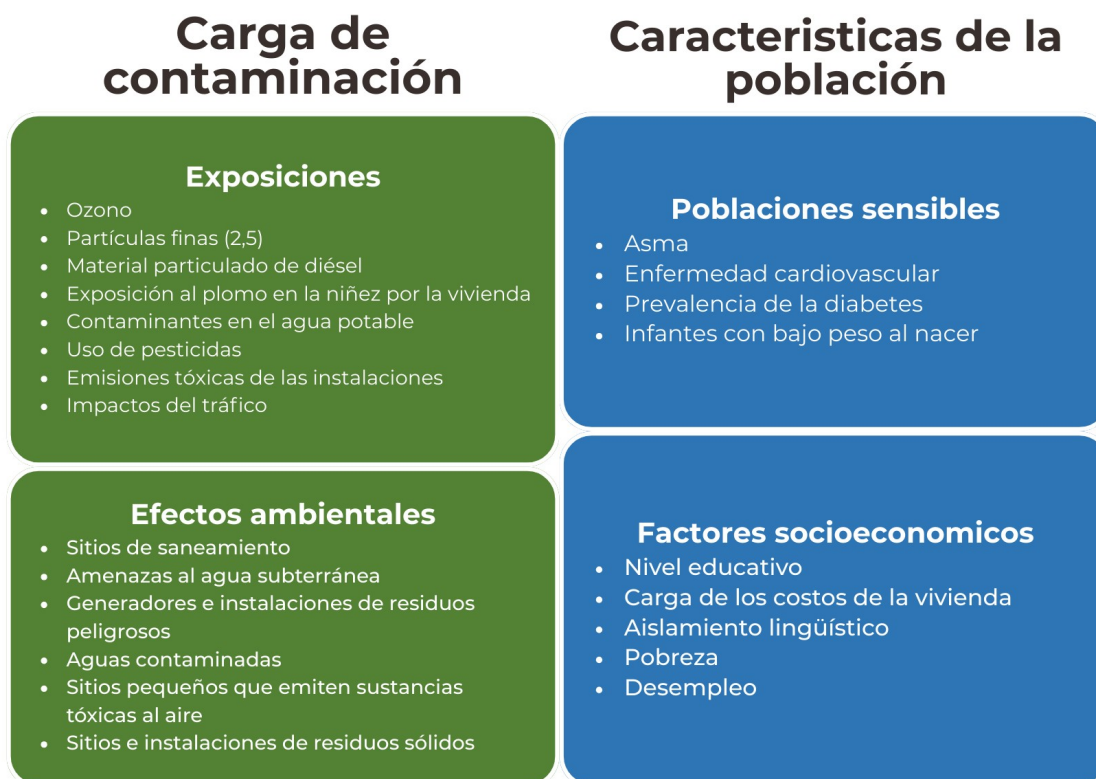 Carga de
contaminación
Exposiciones
• Ozono
• Partículas finas (2,5)
• Material particulado de diésel
• Exposición al plomo en la niñez por la vivienda
• Contaminantes en el agua potable
• Uso de pesticidas
• Emisiones tóxicas de las instalaciones
• Impactos del tráfico
Efectos ambientales
• Sitios de saneamiento
• Amenazas al agua subterránea
• Generadores e instalaciones de residuos
peligrosos
• Aguas contaminadas
• Sitios pequeños que emiten sustancias
tóxicas al aire
• Sitios e instalaciones de residuos sólidos
Caracteristicas de la
población
Poblaciones sensibles
• Asma
• Enfermedad cardiovascular
• Prevalencia de la diabetes
• Infantes con bajo peso al nacer
Factores socioeconomicos
• Nivel educativo
• Carga de los costos de la vivienda
• Aislamiento lingüístico
• Pobreza
• Desempleo